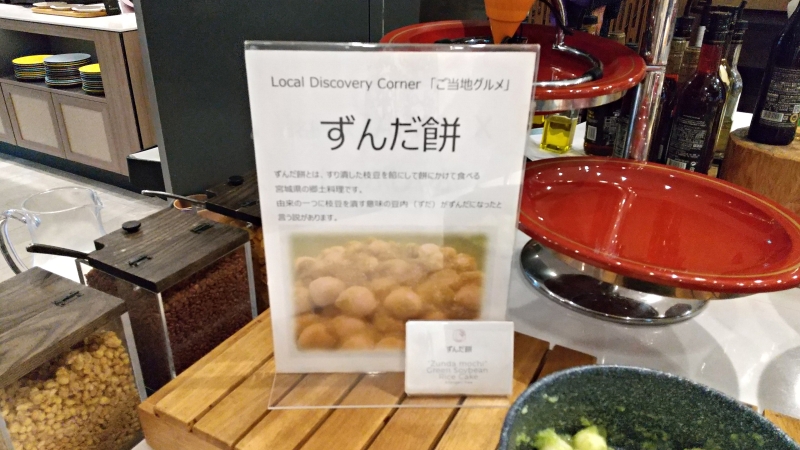 Local Discovery Corner 「ご当地グルメ」
ずんだ餅
ずんだ餅とは、すり潰した枝豆を餡にして餅にかけて食べる
宮城県の郷土料理です。
由来の一つに枝豆を潰す意味の豆内「ずだ」がずんだになったと
言う説があります。
ずんだ餅
"Zunda mochi"
Green Soybean
Rice Cake